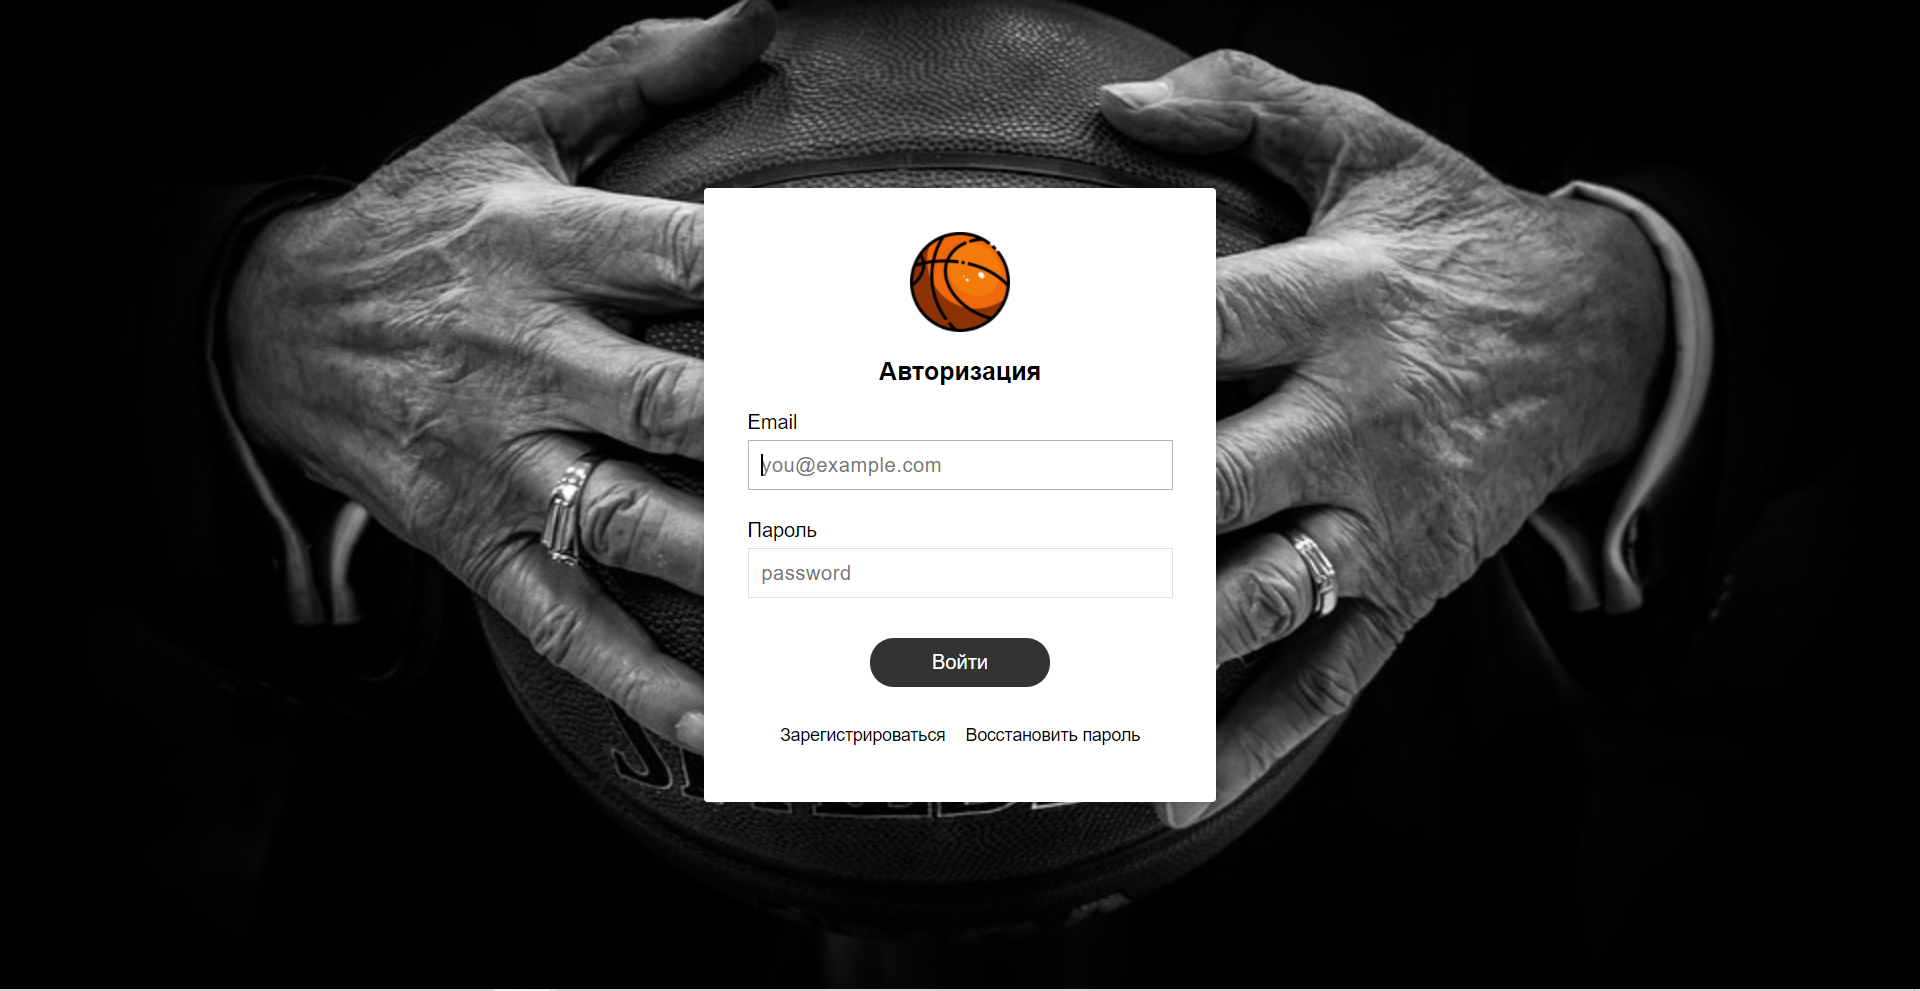 Авторизация
Email
you@example.com
Пароль
password
Войти
Зарегистрироваться Восстановить пароль